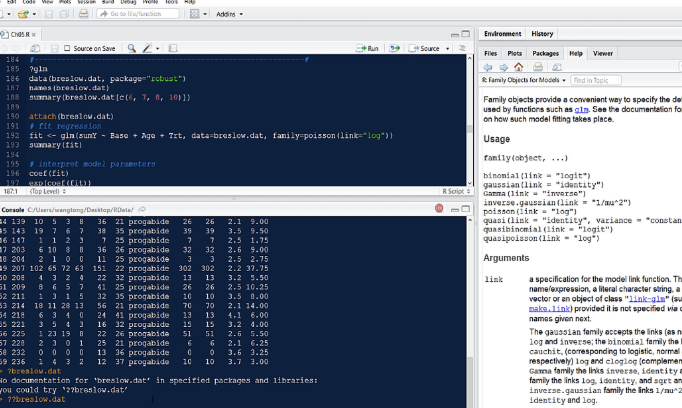 Edit Code View Plots Session Build Debug Profile Tools Help
Go to file/function
Addins
Ch05.R
Source on Save
Run
Source
184 #
185 ?glm
186 data(breslow.dat, package="robust")
187 names(breslow.dat)
188 summary(breslow.dat[c(6, 7, 8, 10)])
189
190 attach(breslow.dat)
191 # fit regression
192 fit <- glm(sumY ~ Base + Age + Trt, data=breslow.dat, family=poisson(link="log"))
193 summary(fit)
194
195 # interpret model parameters
196 coef(fit)
197 exp(coef(fit))
187:1 (Top Level)
R Script
Console C:/Users/wangtong/Desktop/RData/
44 139 10 5 3 8 36 21 progabide 26 26 2.1 9.00
45 143 19 7 6 7 38 35 progabide 39 39 3.5 9.50
46 147 1 1 2 3 7 25 progabide 7 7 2.5 1.75
47 203 6 10 8 8 36 26 progabide 32 32 2.6 9.00
48 204 2 1 0 0 11 25 progabide 3 3 2.5 2.75
49 207 102 65 72 63 151 22 progabide 302 302 2.2 37.75
50 208 4 3 2 4 22 32 progabide 13 13 3.2 5.50
51 209 8 6 5 7 41 25 progabide 26 26 2.5 10.25
52 211 1 3 1 5 32 35 progabide 10 10 3.5 8.00
53 214 18 11 28 13 56 21 progabide 70 70 2.1 14.00
54 218 6 3 4 0 24 41 progabide 13 13 4.1 6.00
55 221 3 5 4 3 16 32 progabide 15 15 3.2 4.00
56 225 1 23 19 8 22 26 progabide 51 51 2.6 5.50
57 228 2 3 0 1 25 21 progabide 6 6 2.1 6.25
58 232 0 0 0 0 13 36 progabide 0 0 3.6 3.25
59 236 1 4 3 2 12 37 progabide 10 10 3.7 3.00
> ?breslow.dat
No documentation for ‘breslow.dat’ in specified packages and libraries:
you could try ‘??breslow.dat’
> ??breslow.dat
Environment History
Files Plots Packages Help Viewer
R: Family Objects for Models
Find in Topic
Family objects provide a convenient way to specify the det
used by functions such as glm. See the documentation for
on how such model fitting takes place.
Usage
family(object, ...)
binomial(link = "logit")
gaussian(link = "identity")
Gamma(link = "inverse")
inverse.gaussian(link = "1/mu^2")
poisson(link = "log")
quasi(link = "identity", variance = "constan
quasibinomial(link = "logit")
quasipoisson(link = "log")
Arguments
link a specification for the model link function. Th
name/expression, a literal character string, a
vector or an object of class "link-glm" (su
make.link) provided it is not specified via o
names given next.
The gaussian family accepts the links (as n
log and inverse; the binomial family the l
cauchit, (corresponding to logistic, normal
respectively) log and cloglog (complemen
Gamma family the links inverse, identity a
family the links log, identity, and sqrt an
inverse.gaussian family the links 1/mu^2
identity and log.